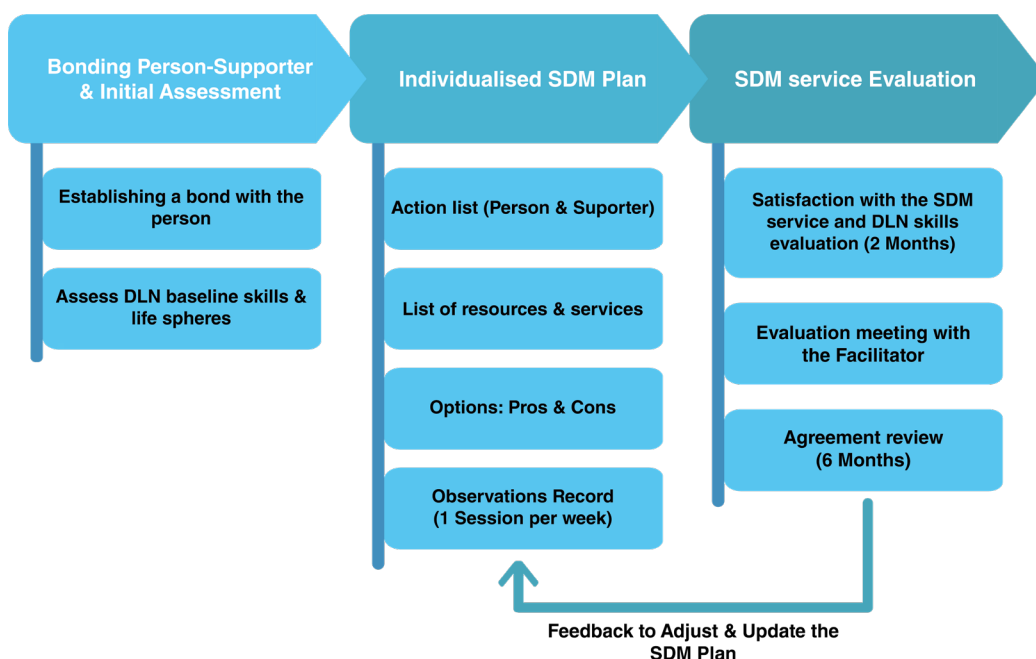 Bonding Person-Supporter
& Initial Assessment
Establishing a bond with the
person
Assess DLN baseline skills &
life spheres
Individualised SDM Plan
Action list (Person & Suporter)
List of resources & services
Options: Pros & Cons
Observations Record
(1 Session per week)
SDM service Evaluation
Satisfaction with the SDM
service and DLN skills
evaluation (2 Months)
Evaluation meeting with
the Facilitator
Agreement review
(6 Months)
Feedback to Adjust & Update the
SDM Plan